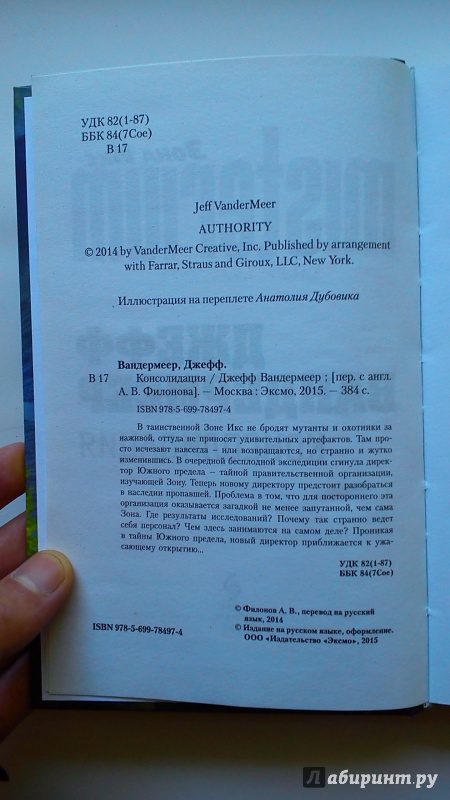 УДК 82(1-87)
ББК 84(7Сое)
В 17
Jeff VanderMeer
AUTHORITY
© 2014 by VanderMeer Creative, Inc. Published by arrangement
with Farrar, Straus and Giroux, LLC, New York.
Иллюстрация на переплете Анатолия Дубовика
Вандермеер, Джефф.
В 17 Консолидация / Джефф Вандермеер ; [пер. с англ.
А. В. Филонова]. — Москва : Эксмо, 2015. — 384 с.
ISBN 978-5-699-78497-4
В таинственной Зоне Икс не бродят мутанты и охотники за
наживой, оттуда не приносят удивительных артефактов. Там про-
сто исчезают навсегда — или возвращаются, но странно и жутко
изменившись. В очередной бесплодной экспедиции сгинула дирек-
тор Южного предела — тайной правительственной организации,
изучающей Зону. Теперь новому директору предстоит разобраться
в наследии пропавшей. Проблема в том, что для постороннего эта
организация оказывается загадкой не менее запутанной, чем сама
Зона. Где результаты исследований? Почему так странно ведет
себя персонал? Чем здесь занимаются на самом деле? Проникая
в тайны Южного предела, новый директор приближается к ужа-
сающему открытию...
УДК 82(1-87)
ББК 84(7Сое)
© Филонов А. В., перевод на русский
язык, 2014
© Издание на русском языке, оформление.
ISBN 978-5-699-78497-4 ООО «Издательство «Эксмо», 2015
Лабиринт.ру